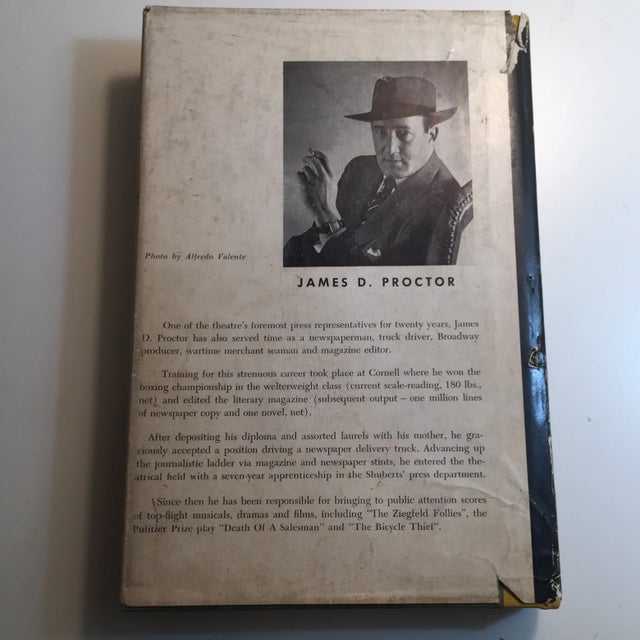 Photo by Alfredo Valente
JAMES D. PROCTOR
One of the theatre's foremost press representatives for twenty years, James
D. Proctor has also served time as a newspaperman, truck driver, Broadway
producer, wartime merchant seaman and magazine editor.
Training for this strenuous career took place at Cornell where he won the
boxing championship in the welterweight class (current scale-reading, 180 lbs.,
net) and edited the literary magazine (subsequent output — one million lines
of newspaper copy and one novel, net).
After depositing his diploma and assorted laurels with his mother, he gra-
ciously accepted a position driving a newspaper delivery truck. Advancing up
the journalistic ladder via magazine and newspaper stints, he entered the the-
atrical field with a seven-year apprenticeship in the Shuberts' press department.
Since then he has been responsible for bringing to public attention scores
of top-flight musicals, dramas and films, including "The Ziegfeld Follies", the
Pulitzer Prize play "Death Of A Salesman" and "The Bicycle Thief".